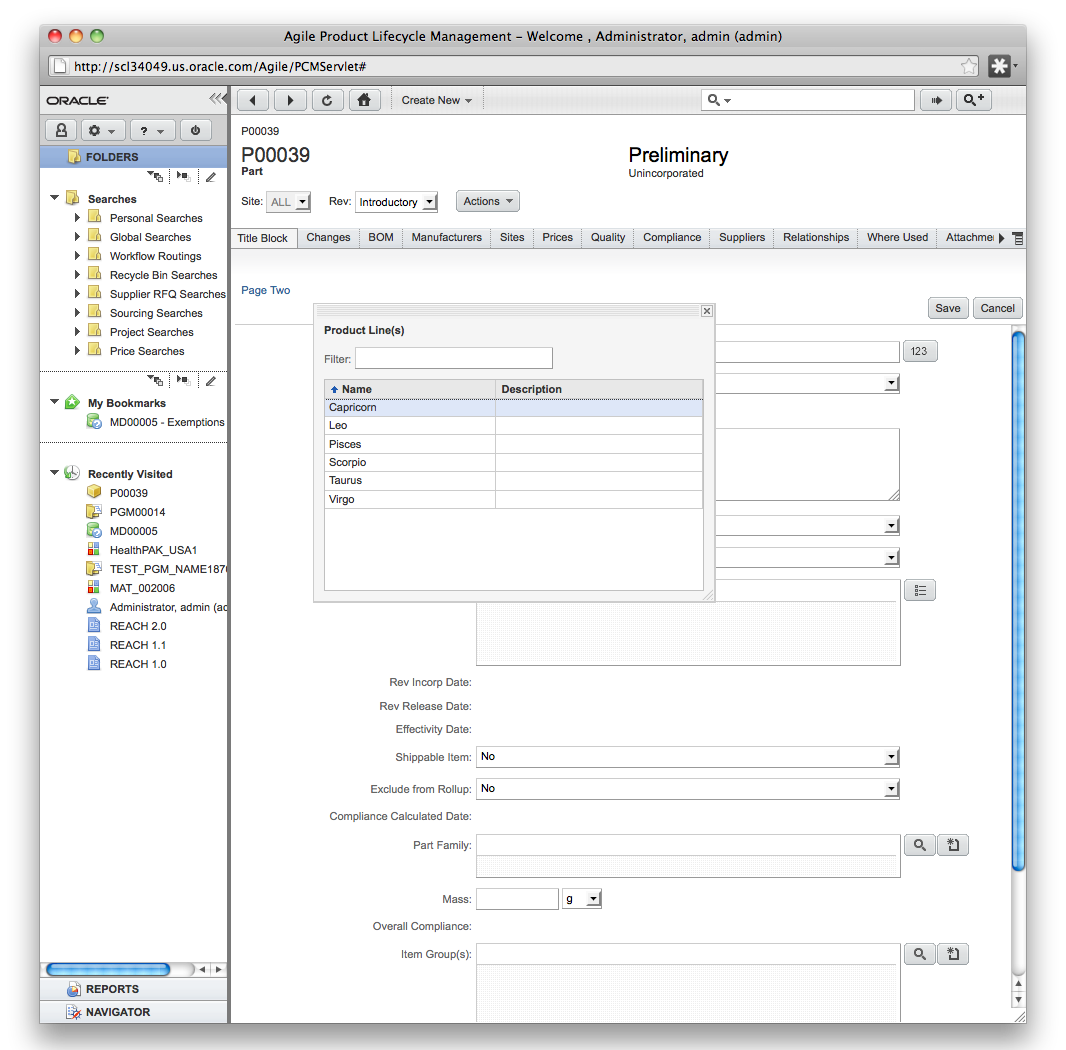 Agile Product Lifecycle Management – Welcome , Administrator, admin (admin)
http://scl34049.us.oracle.com/Agile/PCMServlet#
ORACLE
Create New
?
FOLDERS
Searches
Personal Searches
Global Searches
Workflow Routings
Recycle Bin Searches
Supplier RFQ Searches
Sourcing Searches
Project Searches
Price Searches
My Bookmarks
MD00005 - Exemptions
Recently Visited
P00039
PGM00014
MD00005
HealthPAK_USA1
TEST_PGM_NAME1870
MAT_002006
Administrator, admin (ad
REACH 2.0
REACH 1.1
REACH 1.0
REPORTS
NAVIGATOR
P00039
P00039
Part
Preliminary
Unincorporated
Site: ALL Rev: Introductory Actions
Title Block Changes BOM Manufacturers Sites Prices Quality Compliance Suppliers Relationships Where Used Attachme
Page Two
Save Cancel
123
Product Line(s)
Filter:
Name Description
Capricorn
Leo
Pisces
Scorpio
Taurus
Virgo
Rev Incorp Date:
Rev Release Date:
Effectivity Date:
Shippable Item: No
Exclude from Rollup: No
Compliance Calculated Date:
Part Family:
Mass: g
Overall Compliance:
Item Group(s):